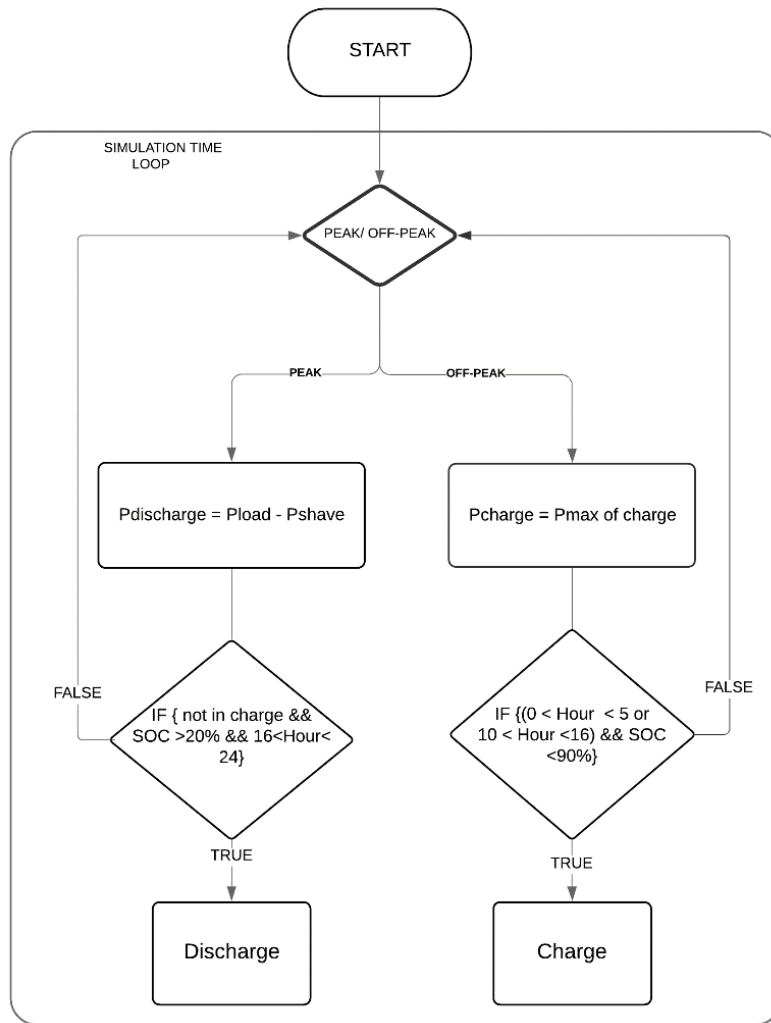 START
SIMULATION TIME
LOOP
PEAK/ OFF-PEAK
PEAK
OFF-PEAK
Pdischarge = Pload - Pshave
Pcharge = Pmax of charge
FALSE
IF { not in charge &&
SOC >20% && 16<Hour<
24}
IF {(0 < Hour < 5 or
10 < Hour <16) && SOC
<90%}
FALSE
TRUE
TRUE
Discharge
Charge